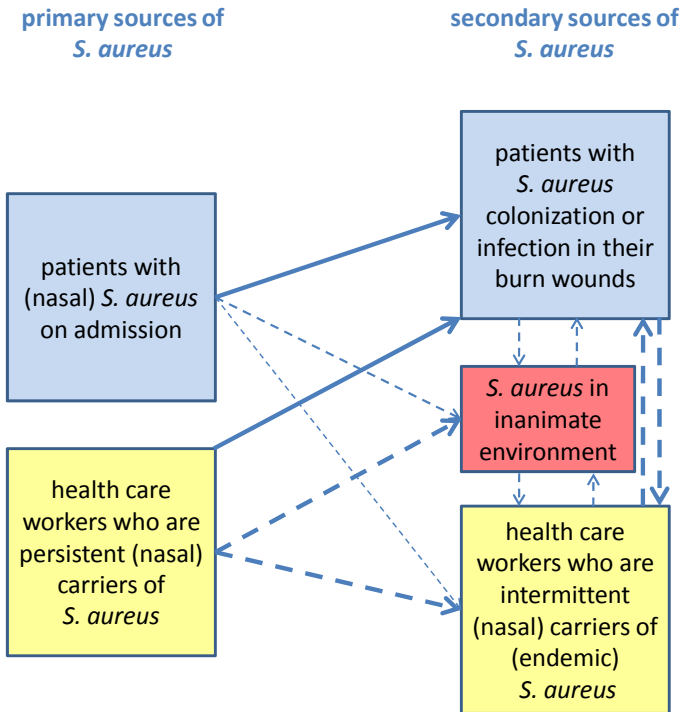 primary sources of
S. aureus
secondary sources of
S. aureus
patients with
(nasal) S. aureus
on admission
health care
workers who are
persistent (nasal)
carriers of
S. aureus
patients with
S. aureus
colonization or
infection in their
burn wounds
S. aureus in
inanimate
environment
health care
workers who are
intermittent
(nasal) carriers of
(endemic)
S. aureus